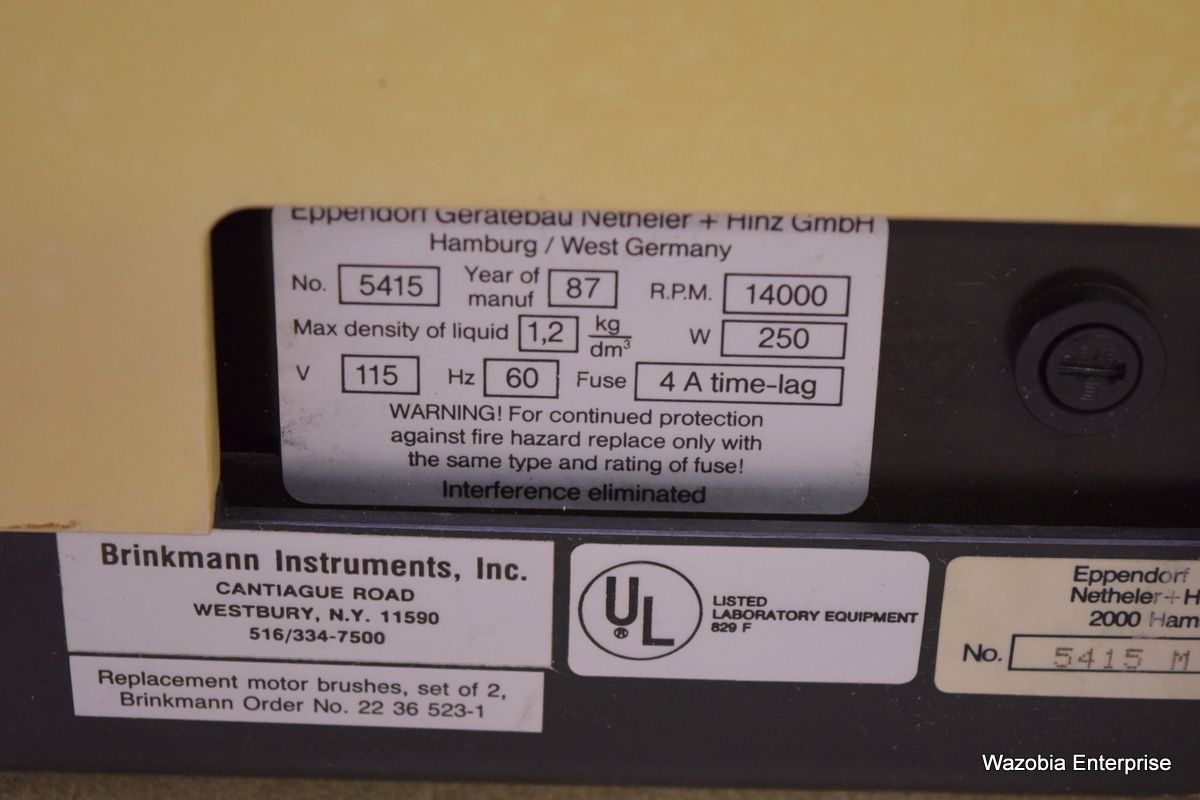 Eppendorf Gerätebau Netheler + Hinz GmbH
Hamburg / West Germany
No. 5415 Year of manuf 87 R.P.M. 14000
Max density of liquid 1,2 kg/dm³ W 250
V 115 Hz 60 Fuse 4 A time-lag
WARNING! For continued protection
against fire hazard replace only with
the same type and rating of fuse!
Interference eliminated
Brinkmann Instruments, Inc.
CANTIAGUE ROAD
WESTBURY, N.Y. 11590
516/334-7500
Replacement motor brushes, set of 2,
Brinkmann Order No. 22 36 523-1
UL®
LISTED
LABORATORY EQUIPMENT
829 F
Eppendorf
Netheler+H
2000 Ham
No. 5415 M
Wazobia Enterprise